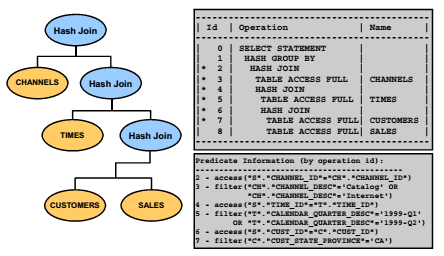 Hash Join
CHANNELS
Hash Join
TIMES
Hash Join
CUSTOMERS
SALES
| Id | Operation | Name |
| 0 | SELECT STATEMENT | |
| 1 | HASH GROUP BY | |
|* 2 | HASH JOIN | |
|* 3 | TABLE ACCESS FULL | CHANNELS |
|* 4 | HASH JOIN | |
|* 5 | TABLE ACCESS FULL | TIMES |
|* 6 | HASH JOIN | |
|* 7 | TABLE ACCESS FULL| CUSTOMERS |
| 8 | TABLE ACCESS FULL| SALES |
Predicate Information (by operation id):
2 - access("S"."CHANNEL_ID"="CH"."CHANNEL_ID")
3 - filter("CH"."CHANNEL_DESC"='Catalog' OR
"CH"."CHANNEL_DESC"='Internet')
4 - access("S"."TIME_ID"="T"."TIME_ID")
5 - filter("T"."CALENDAR_QUARTER_DESC"='1999-Q1'
OR "T"."CALENDAR_QUARTER_DESC"='1999-Q2')
6 - access("S"."CUST_ID"="C"."CUST_ID")
7 - filter("C"."CUST_STATE_PROVINCE"='CA')